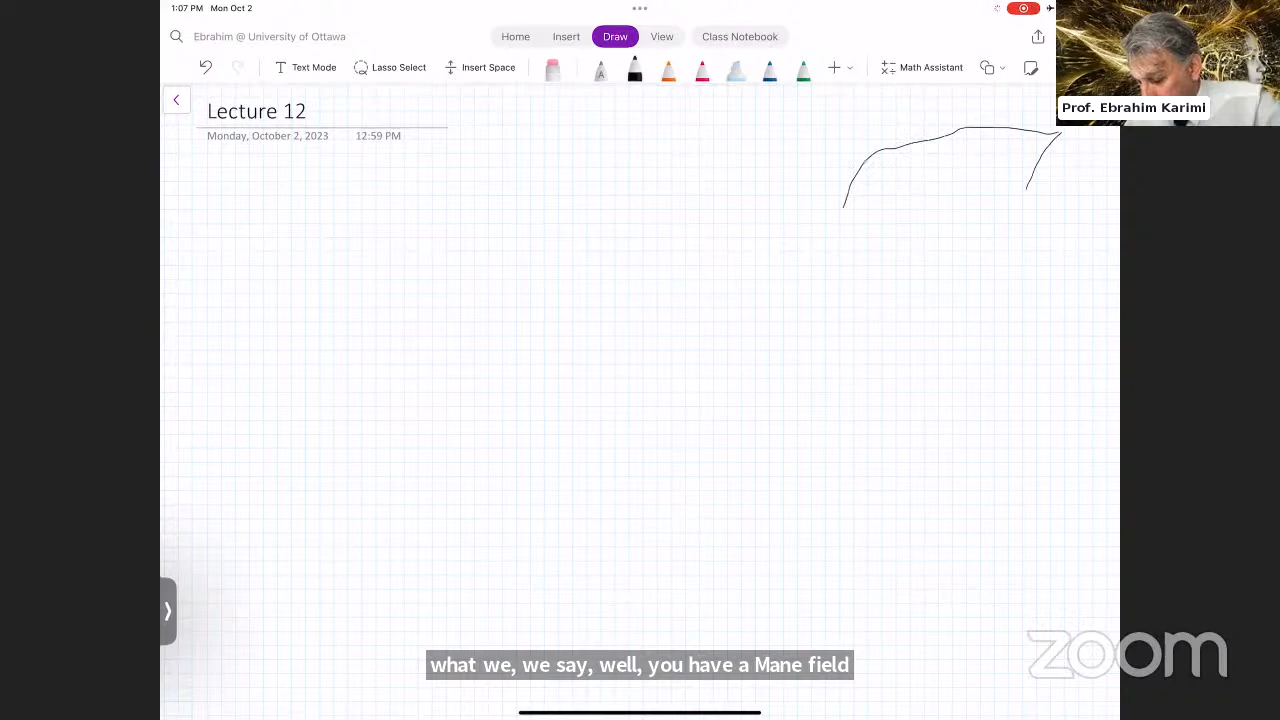 1:07 PM Mon Oct 2
Ebrahim @ University of Ottawa
Home Insert Draw View Class Notebook
Text Mode Lasso Select Insert Space Math Assistant
Prof. Ebrahim Karimi
Lecture 12
Monday, October 2, 2023 12:59 PM
what we, we say, well, you have a Mane field
zoom